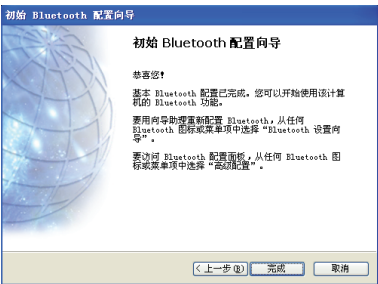 初始 Bluetooth 配置向导
初始 Bluetooth 配置向导
恭喜您！
基本 Bluetooth 配置已完成。您可以开始使用该计算
机的 Bluetooth 功能。
要用向导助理重新配置 Bluetooth，从任何
Bluetooth 图标或菜单项中选择“Bluetooth 设置向
导”。
要访问 Bluetooth 配置面板，从任何 Bluetooth 图
标或菜单项中选择“高级配置”。
< 上一步(B) 完成 取消